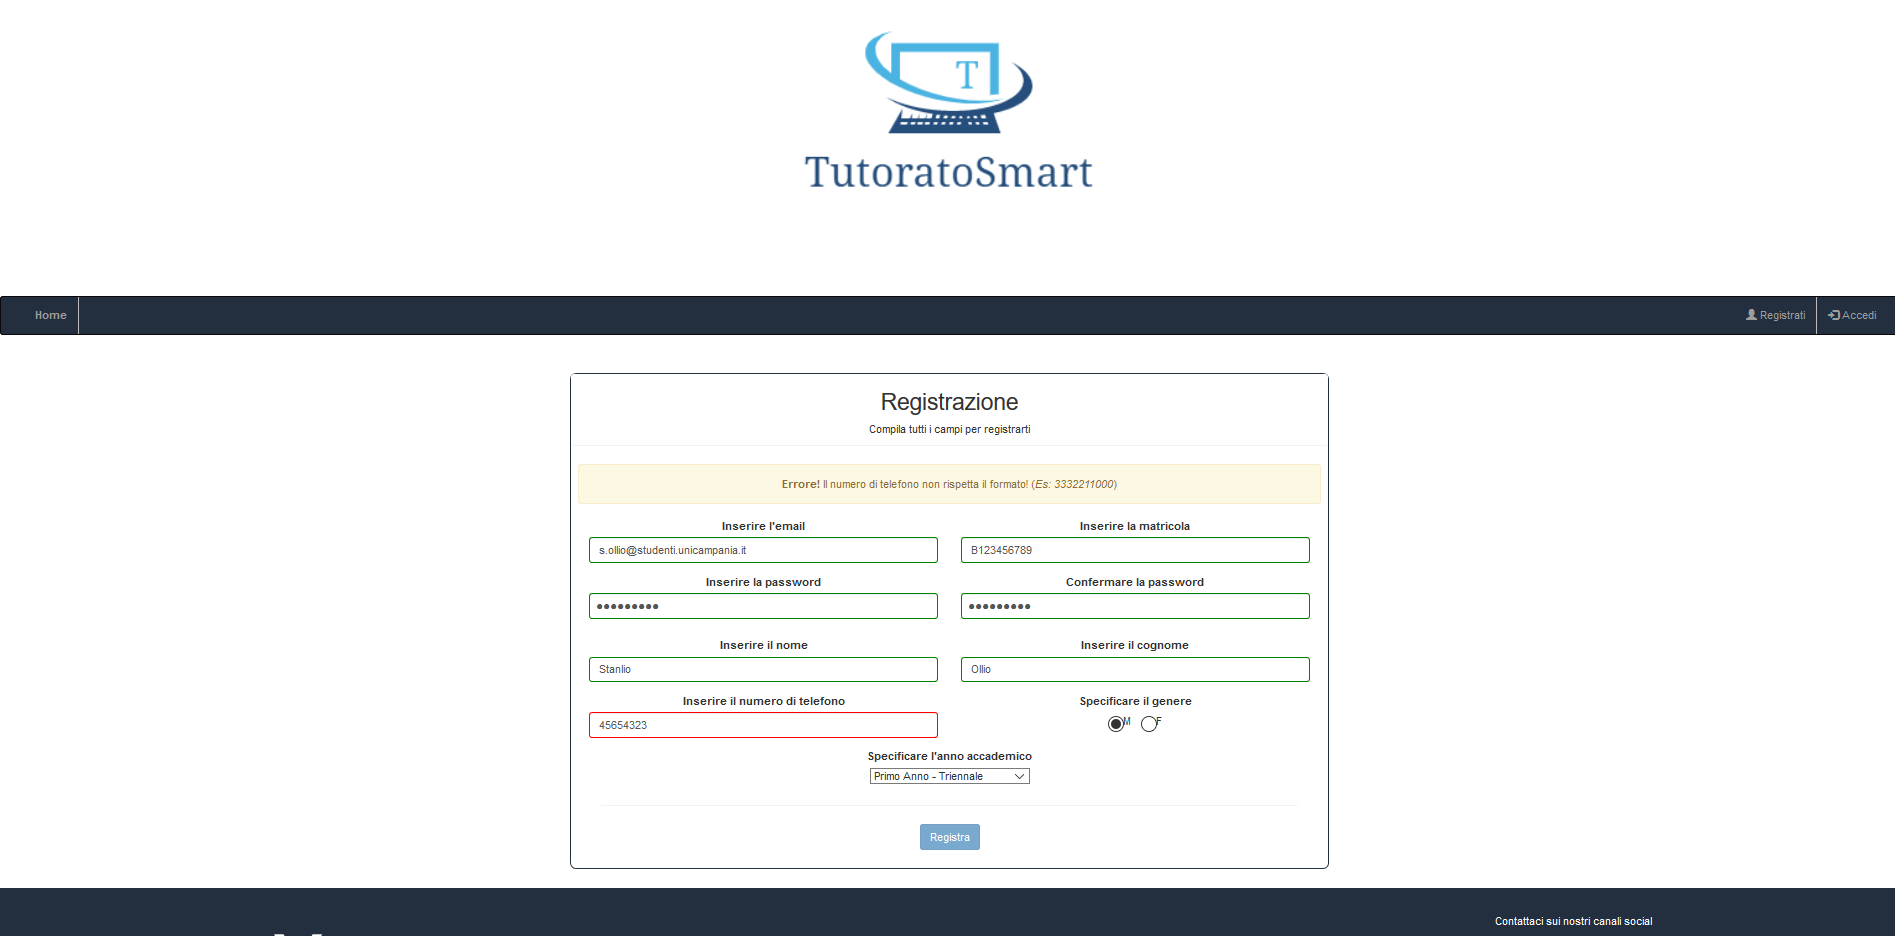 T
TutoratoSmart
Home
Registrati
Accedi
Registrazione
Compila tutti i campi per registrarti
Errore! Il numero di telefono non rispetta il formato! (Es: 3332211000)
Inserire l'email
Inserire la matricola
s.ollio@studenti.unicampania.it
B123456789
Inserire la password
Confermare la password
•••••••••
•••••••••
Inserire il nome
Inserire il cognome
Stanlio
Ollio
Inserire il numero di telefono
Specificare il genere
45654323
M F
Specificare l'anno accademico
Primo Anno - Triennale
Registra
Contattaci sui nostri canali social